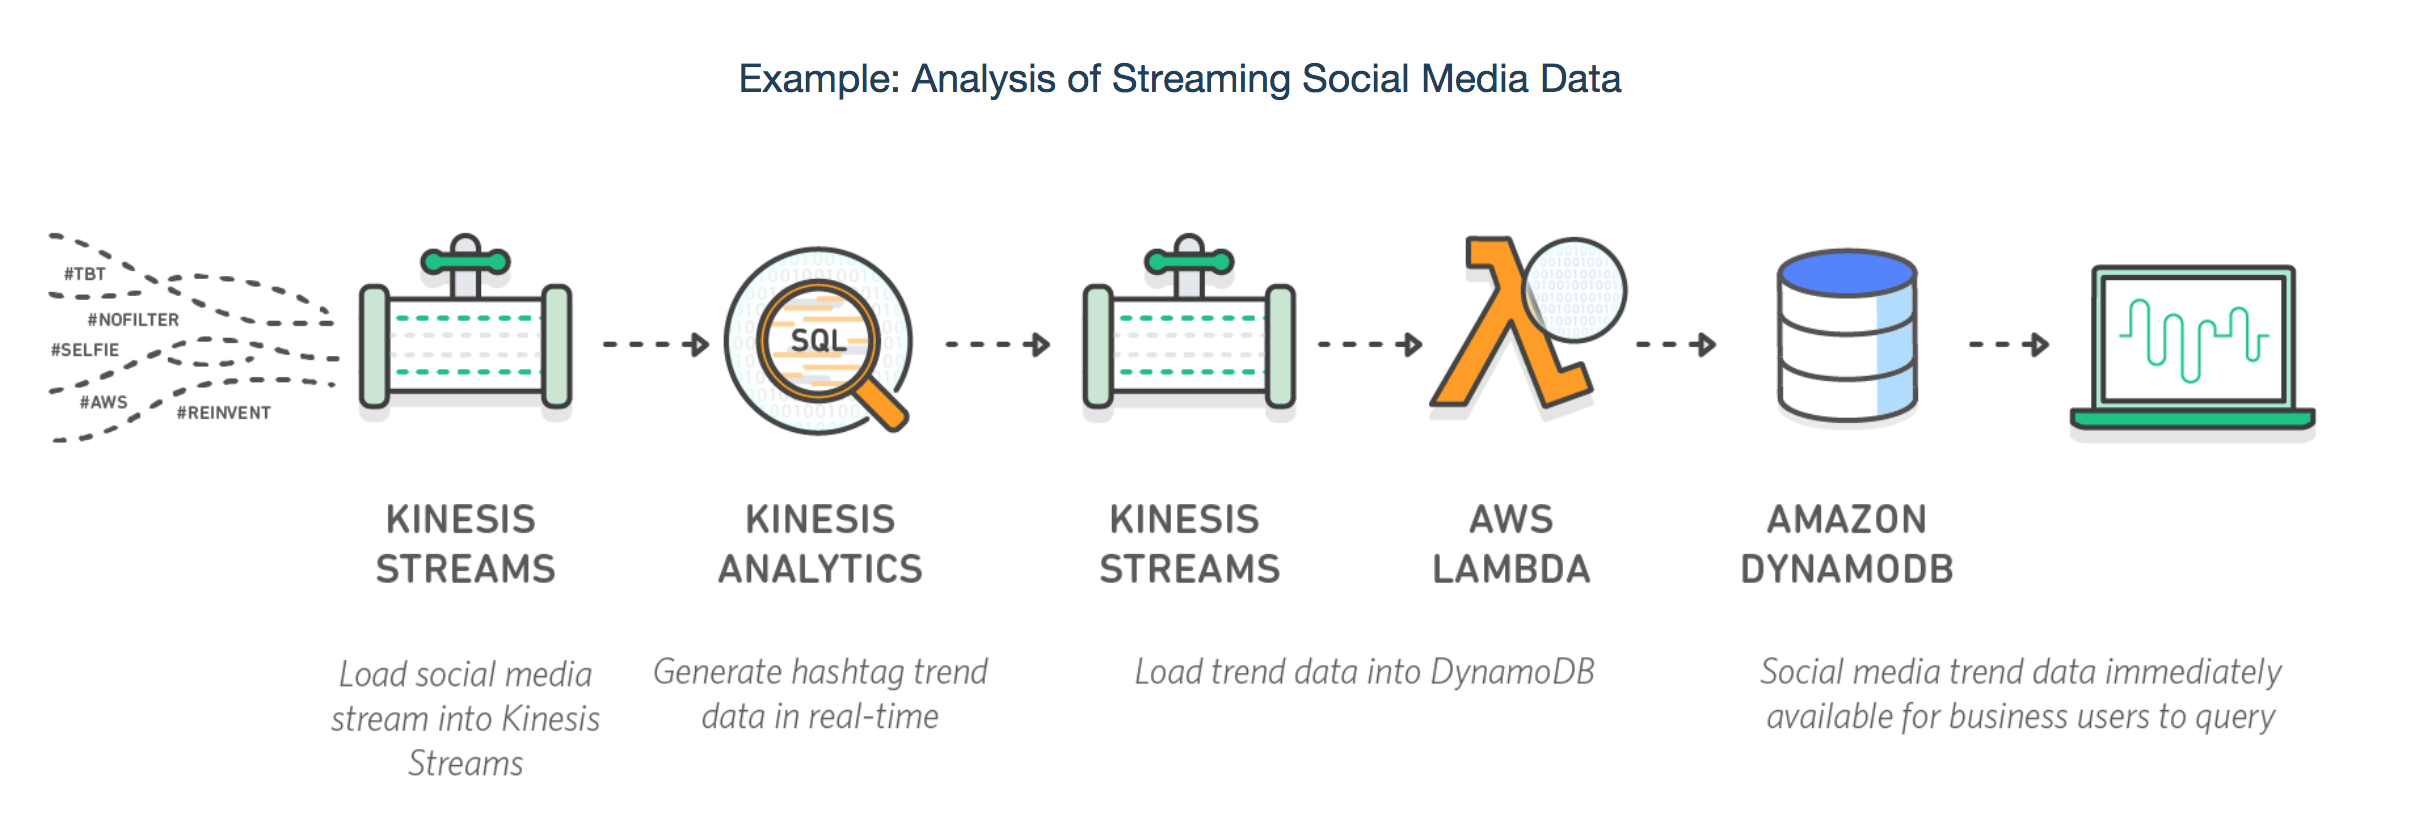 Example: Analysis of Streaming Social Media Data
#TBT
#NOFILTER
#SELFIE
#AWS
#REINVENT
SQL
KINESIS
STREAMS
KINESIS
ANALYTICS
KINESIS
STREAMS
AWS
LAMBDA
AMAZON
DYNAMODB
Load social media
stream into Kinesis
Streams
Generate hashtag trend
data in real-time
Load trend data into DynamoDB
Social media trend data immediately
available for business users to query